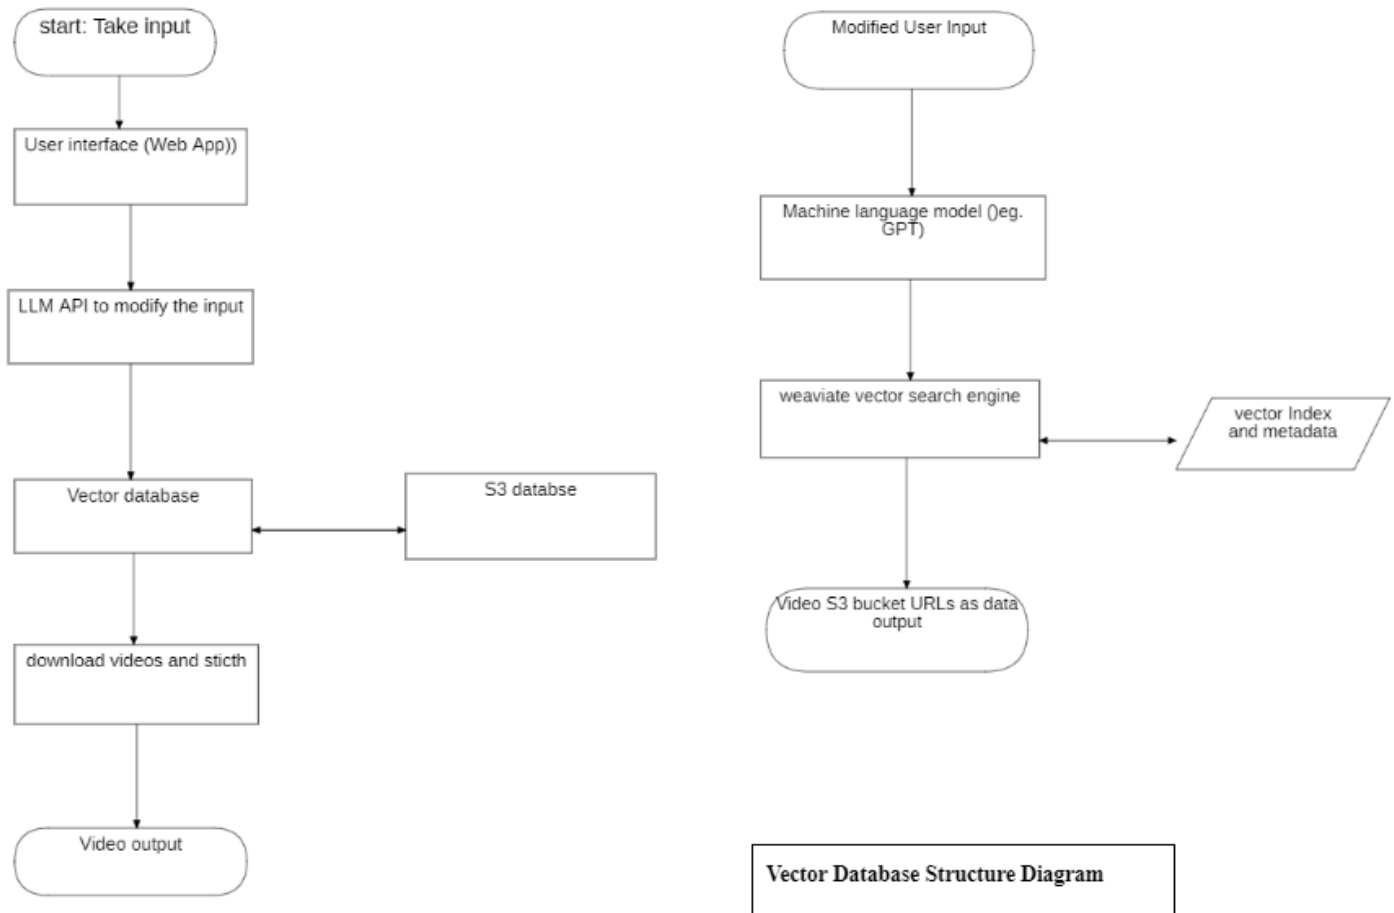 start: Take input
User interface (Web App))
LLM API to modify the input
Vector database
S3 databse
download videos and sticth
Video output
Modified User Input
Machine language model ()eg.
GPT)
weaviate vector search engine
vector Index
and metadata
Video S3 bucket URLs as data
output
Vector Database Structure Diagram